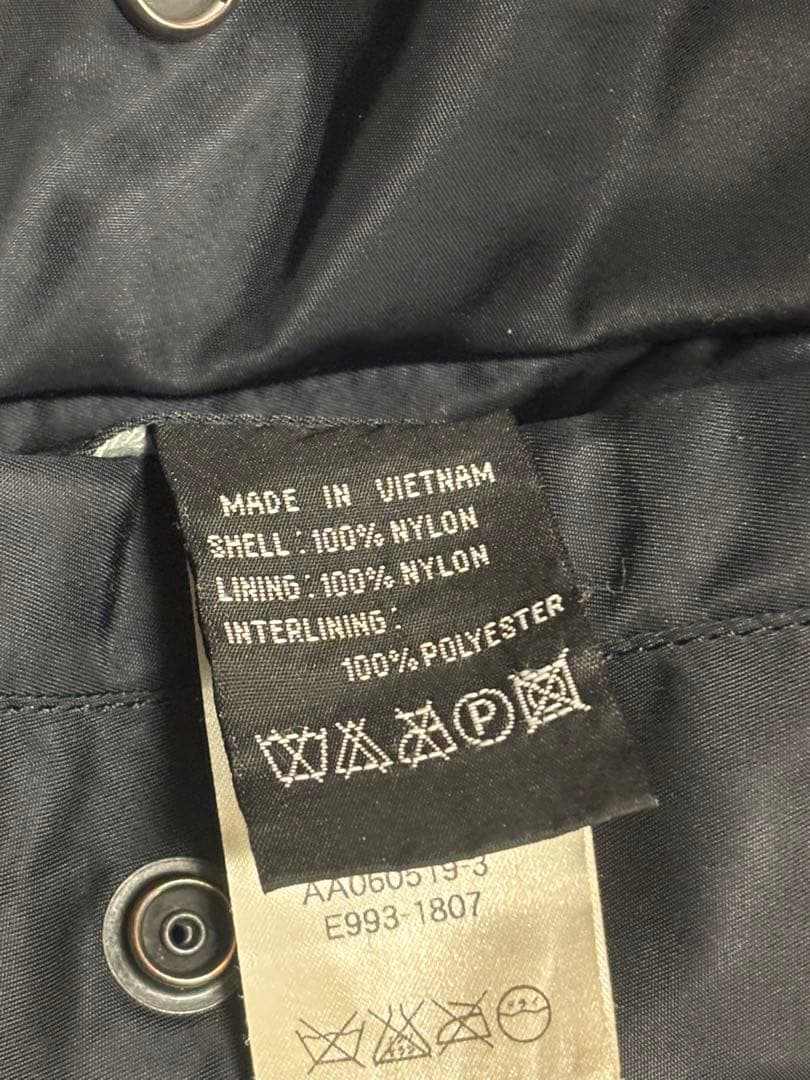 MADE IN VIETNAM
SHELL:100% NYLON
LINING:100% NYLON
INTERLINING:
100% POLYESTER
P
AA060519-3
E993-1807